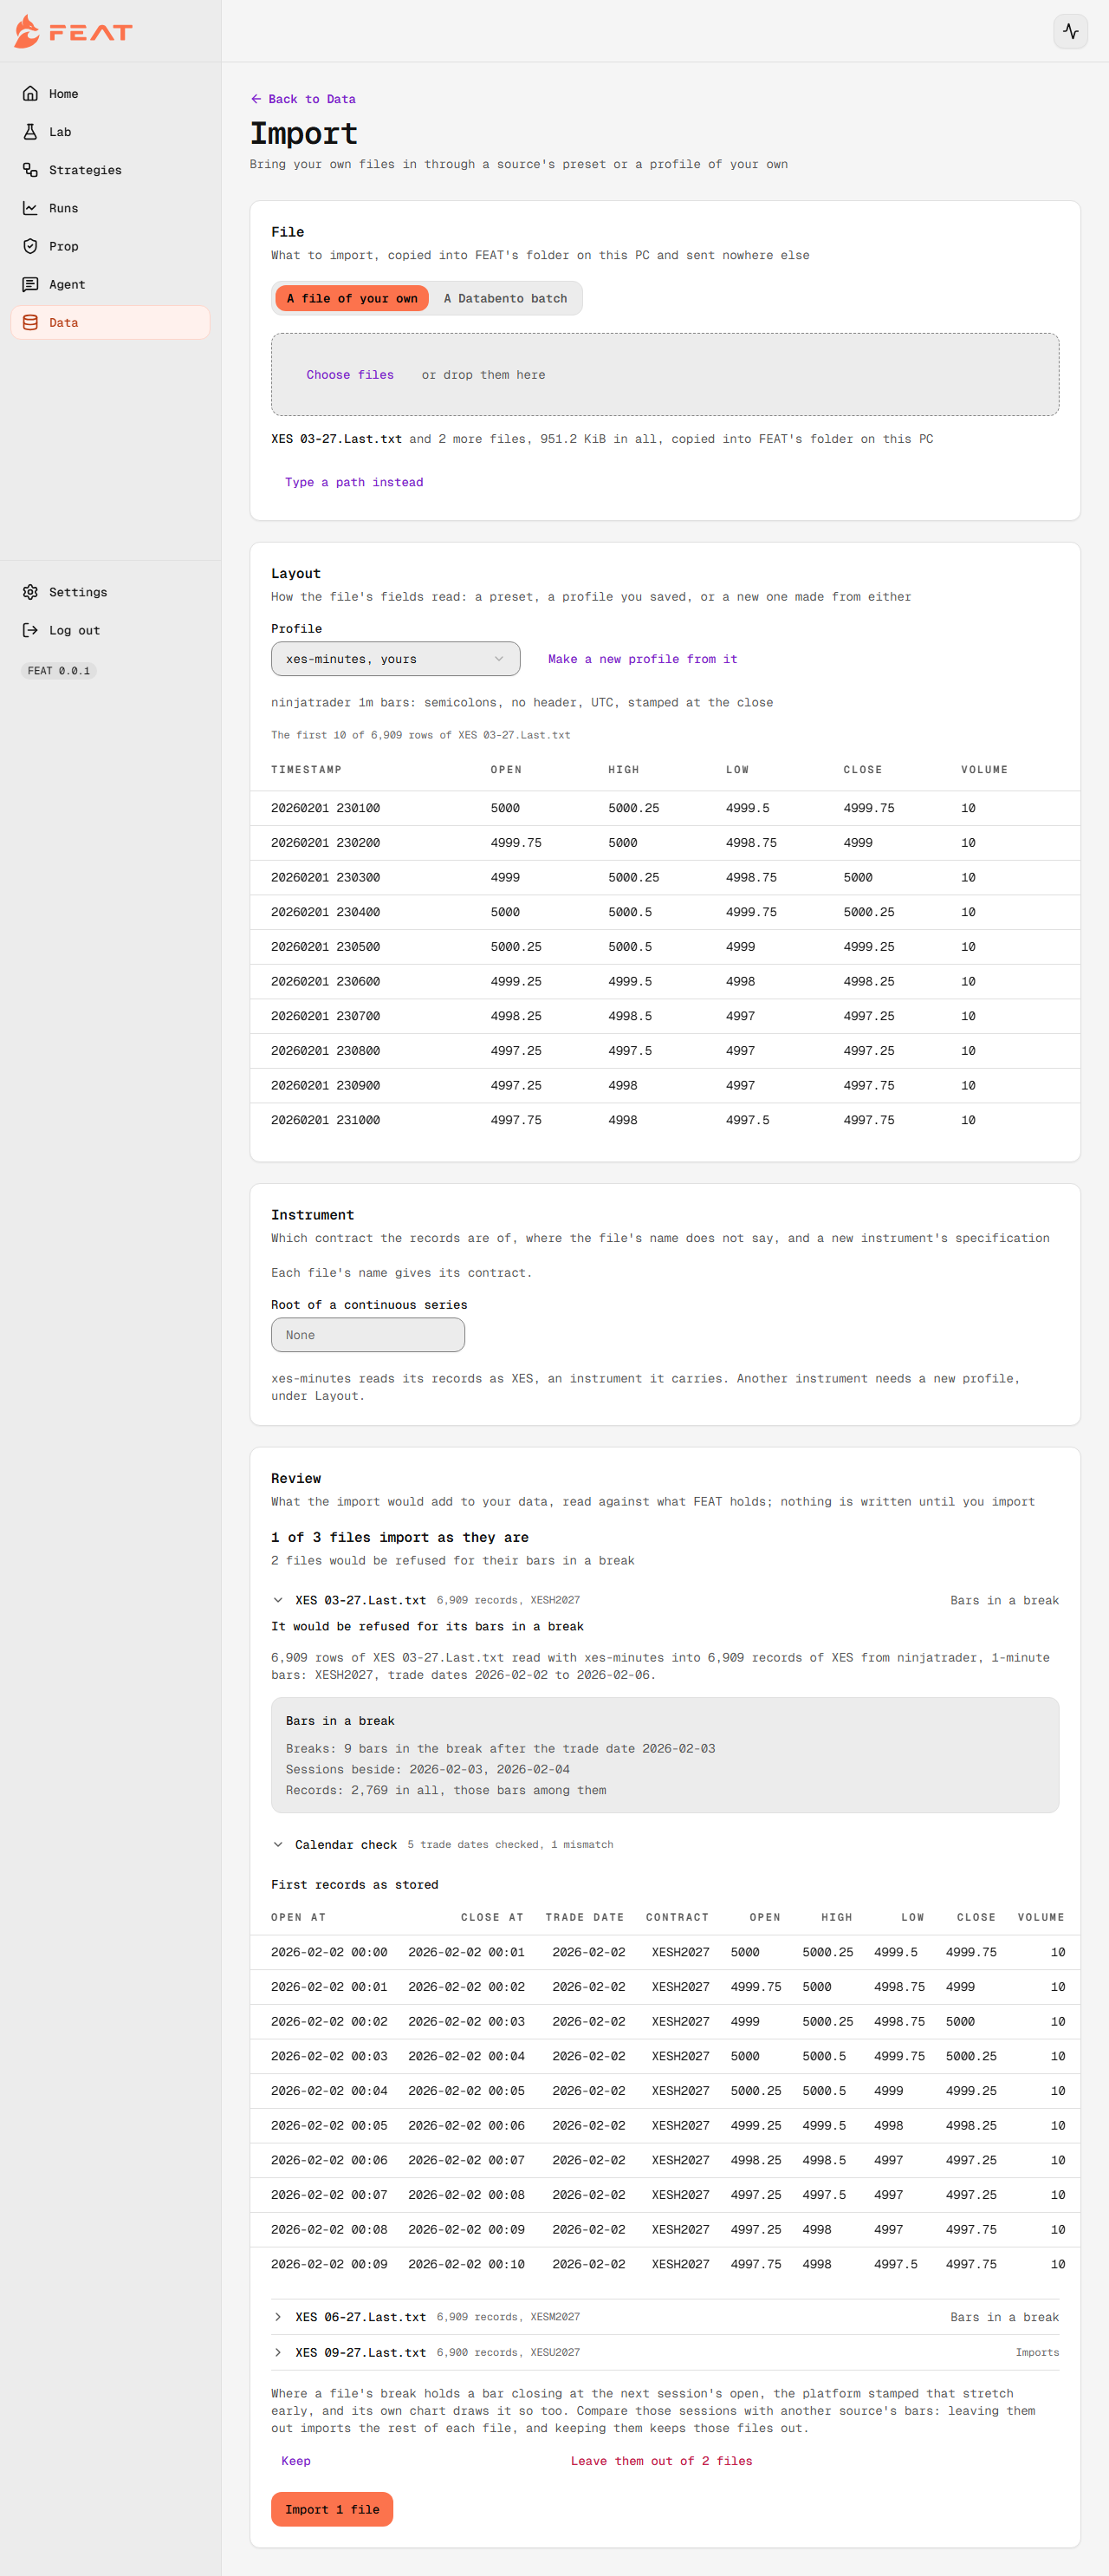 FEAT
Home
Lab
Strategies
Runs
Prop
Agent
Data
Settings
Log out
FEAT 0.0.1
Back to Data
Import
Bring your own files in through a source's preset or a profile of your own
File
What to import, copied into FEAT's folder on this PC and sent nowhere else
A file of your own A Databento batch
Choose files or drop them here
XES 03-27.Last.txt and 2 more files, 951.2 KiB in all, copied into FEAT's folder on this PC
Type a path instead
Layout
How the file's fields read: a preset, a profile you saved, or a new one made from either
Profile
xes-minutes, yours Make a new profile from it
ninjatrader 1m bars: semicolons, no header, UTC, stamped at the close
The first 10 of 6,909 rows of XES 03-27.Last.txt
TIMESTAMP OPEN HIGH LOW CLOSE VOLUME
20260201 230100 5000 5000.25 4999.5 4999.75 10
20260201 230200 4999.75 5000 4998.75 4999 10
20260201 230300 4999 5000.25 4998.75 5000 10
20260201 230400 5000 5000.5 4999.75 5000.25 10
20260201 230500 5000.25 5000.5 4999 4999.25 10
20260201 230600 4999.25 4999.5 4998 4998.25 10
20260201 230700 4998.25 4998.5 4997 4997.25 10
20260201 230800 4997.25 4997.5 4997 4997.25 10
20260201 230900 4997.25 4998 4997 4997.75 10
20260201 231000 4997.75 4998 4997.5 4997.75 10
Instrument
Which contract the records are of, where the file's name does not say, and a new instrument's specification
Each file's name gives its contract.
Root of a continuous series
None
xes-minutes reads its records as XES, an instrument it carries. Another instrument needs a new profile,
under Layout.
Review
What the import would add to your data, read against what FEAT holds; nothing is written until you import
1 of 3 files import as they are
2 files would be refused for their bars in a break
XES 03-27.Last.txt 6,909 records, XESH2027 Bars in a break
It would be refused for its bars in a break
6,909 rows of XES 03-27.Last.txt read with xes-minutes into 6,909 records of XES from ninjatrader, 1-minute
bars: XESH2027, trade dates 2026-02-02 to 2026-02-06.
Bars in a break
Breaks: 9 bars in the break after the trade date 2026-02-03
Sessions beside: 2026-02-03, 2026-02-04
Records: 2,769 in all, those bars among them
Calendar check 5 trade dates checked, 1 mismatch
First records as stored
OPEN AT CLOSE AT TRADE DATE CONTRACT OPEN HIGH LOW CLOSE VOLUME
2026-02-02 00:00 2026-02-02 00:01 2026-02-02 XESH2027 5000 5000.25 4999.5 4999.75 10
2026-02-02 00:01 2026-02-02 00:02 2026-02-02 XESH2027 4999.75 5000 4998.75 4999 10
2026-02-02 00:02 2026-02-02 00:03 2026-02-02 XESH2027 4999 5000.25 4998.75 5000 10
2026-02-02 00:03 2026-02-02 00:04 2026-02-02 XESH2027 5000 5000.5 4999.75 5000.25 10
2026-02-02 00:04 2026-02-02 00:05 2026-02-02 XESH2027 5000.25 5000.5 4999 4999.25 10
2026-02-02 00:05 2026-02-02 00:06 2026-02-02 XESH2027 4999.25 4999.5 4998 4998.25 10
2026-02-02 00:06 2026-02-02 00:07 2026-02-02 XESH2027 4998.25 4998.5 4997 4997.25 10
2026-02-02 00:07 2026-02-02 00:08 2026-02-02 XESH2027 4997.25 4997.5 4997 4997.25 10
2026-02-02 00:08 2026-02-02 00:09 2026-02-02 XESH2027 4997.25 4998 4997 4997.75 10
2026-02-02 00:09 2026-02-02 00:10 2026-02-02 XESH2027 4997.75 4998 4997.5 4997.75 10
XES 06-27.Last.txt 6,909 records, XESM2027 Bars in a break
XES 09-27.Last.txt 6,900 records, XESU2027 Imports
Where a file's break holds a bar closing at the next session's open, the platform stamped that stretch
early, and its own chart draws it so too. Compare those sessions with another source's bars: leaving them
out imports the rest of each file, and keeping them keeps those files out.
Keep Leave them out of 2 files
Import 1 file